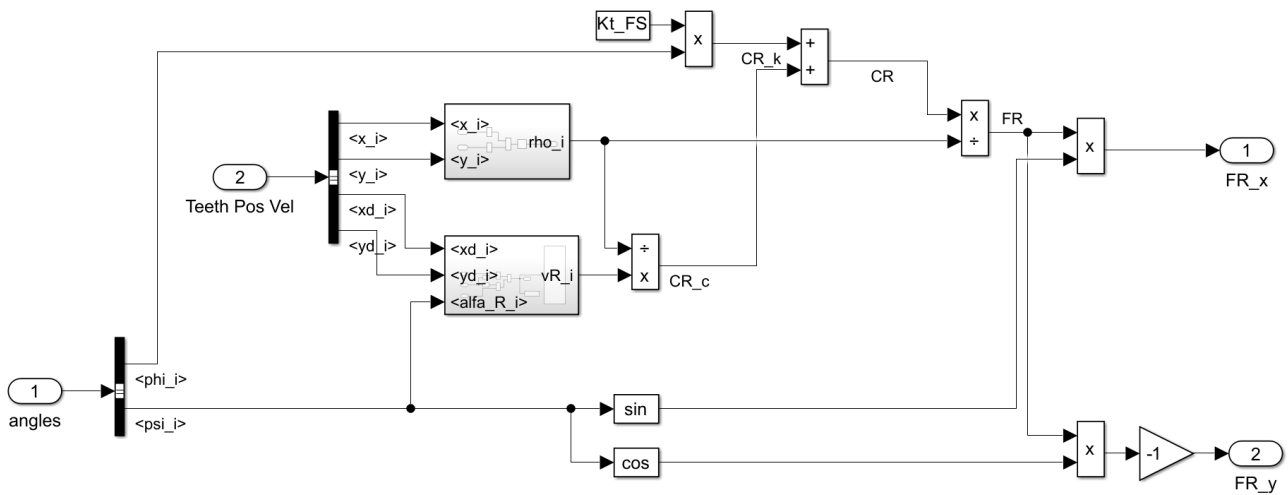 Kt_FS
x
+
+
CR_k
CR
x
÷
FR
x
1
FR_x
<x_i>
<y_i>
rho_i
<x_i>
<y_i>
2
Teeth Pos Vel
<xd_i>
<yd_i>
<xd_i>
<yd_i>
<alfa_R_i>
vR_i
÷
x
CR_c
1
angles
<phi_i>
<psi_i>
sin
cos
x
-1
2
FR_y